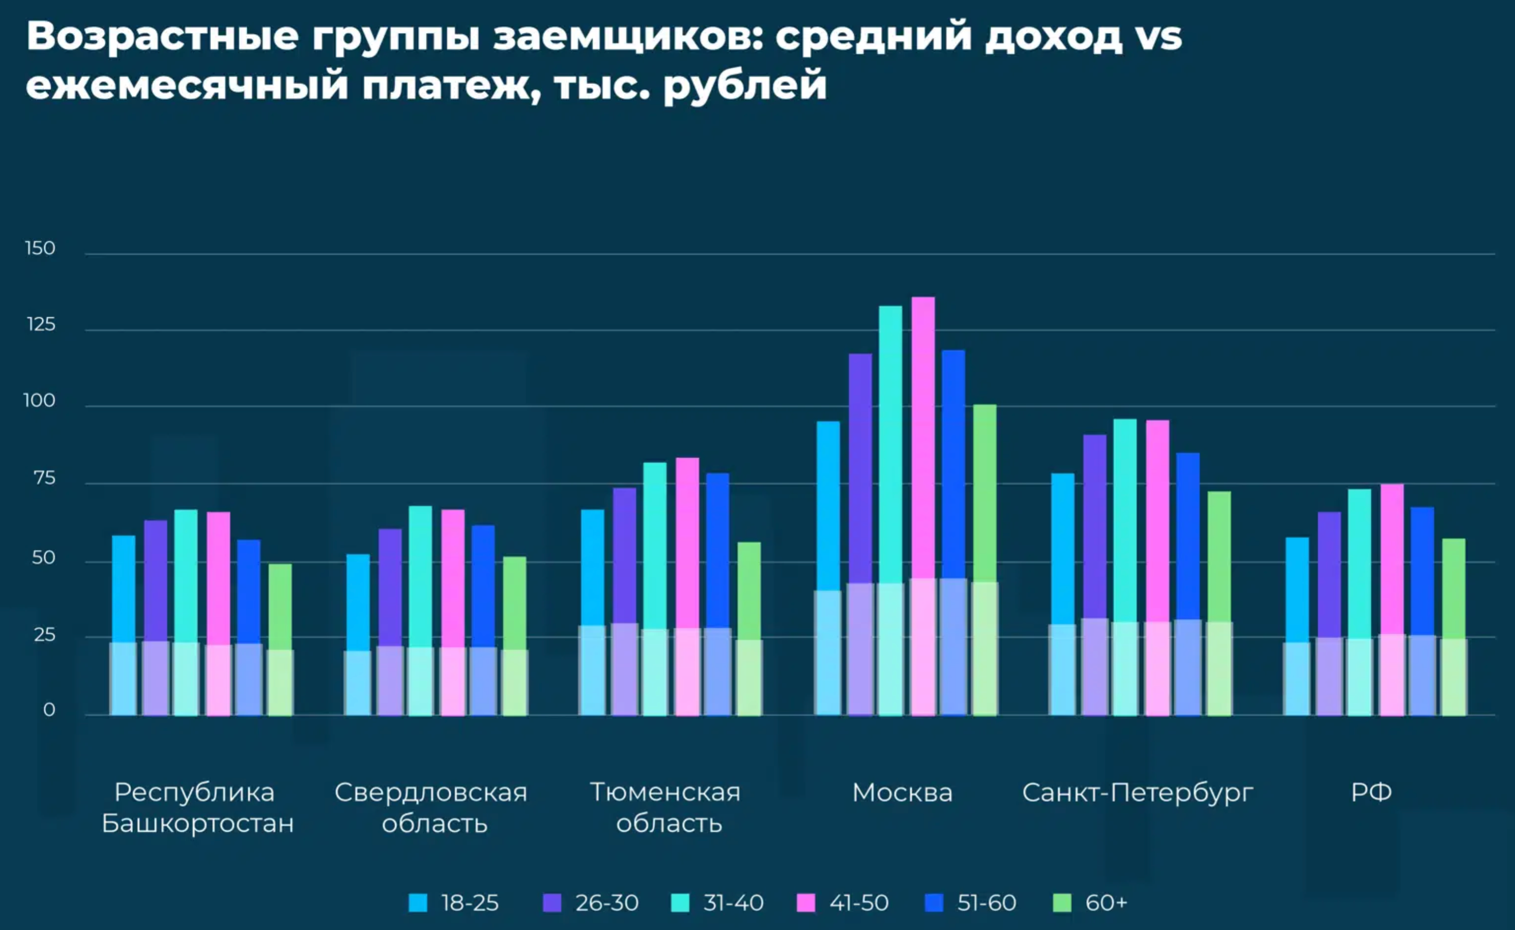 Возрастные группы заемщиков: средний доход vs
ежемесячный платеж, тыс. рублей
150
125
100
75
50
25
0
Республика
Башкортостан
Свердловская
область
Тюменская
область
Москва
Санкт-Петербург
РФ
18-25
26-30
31-40
41-50
51-60
60+